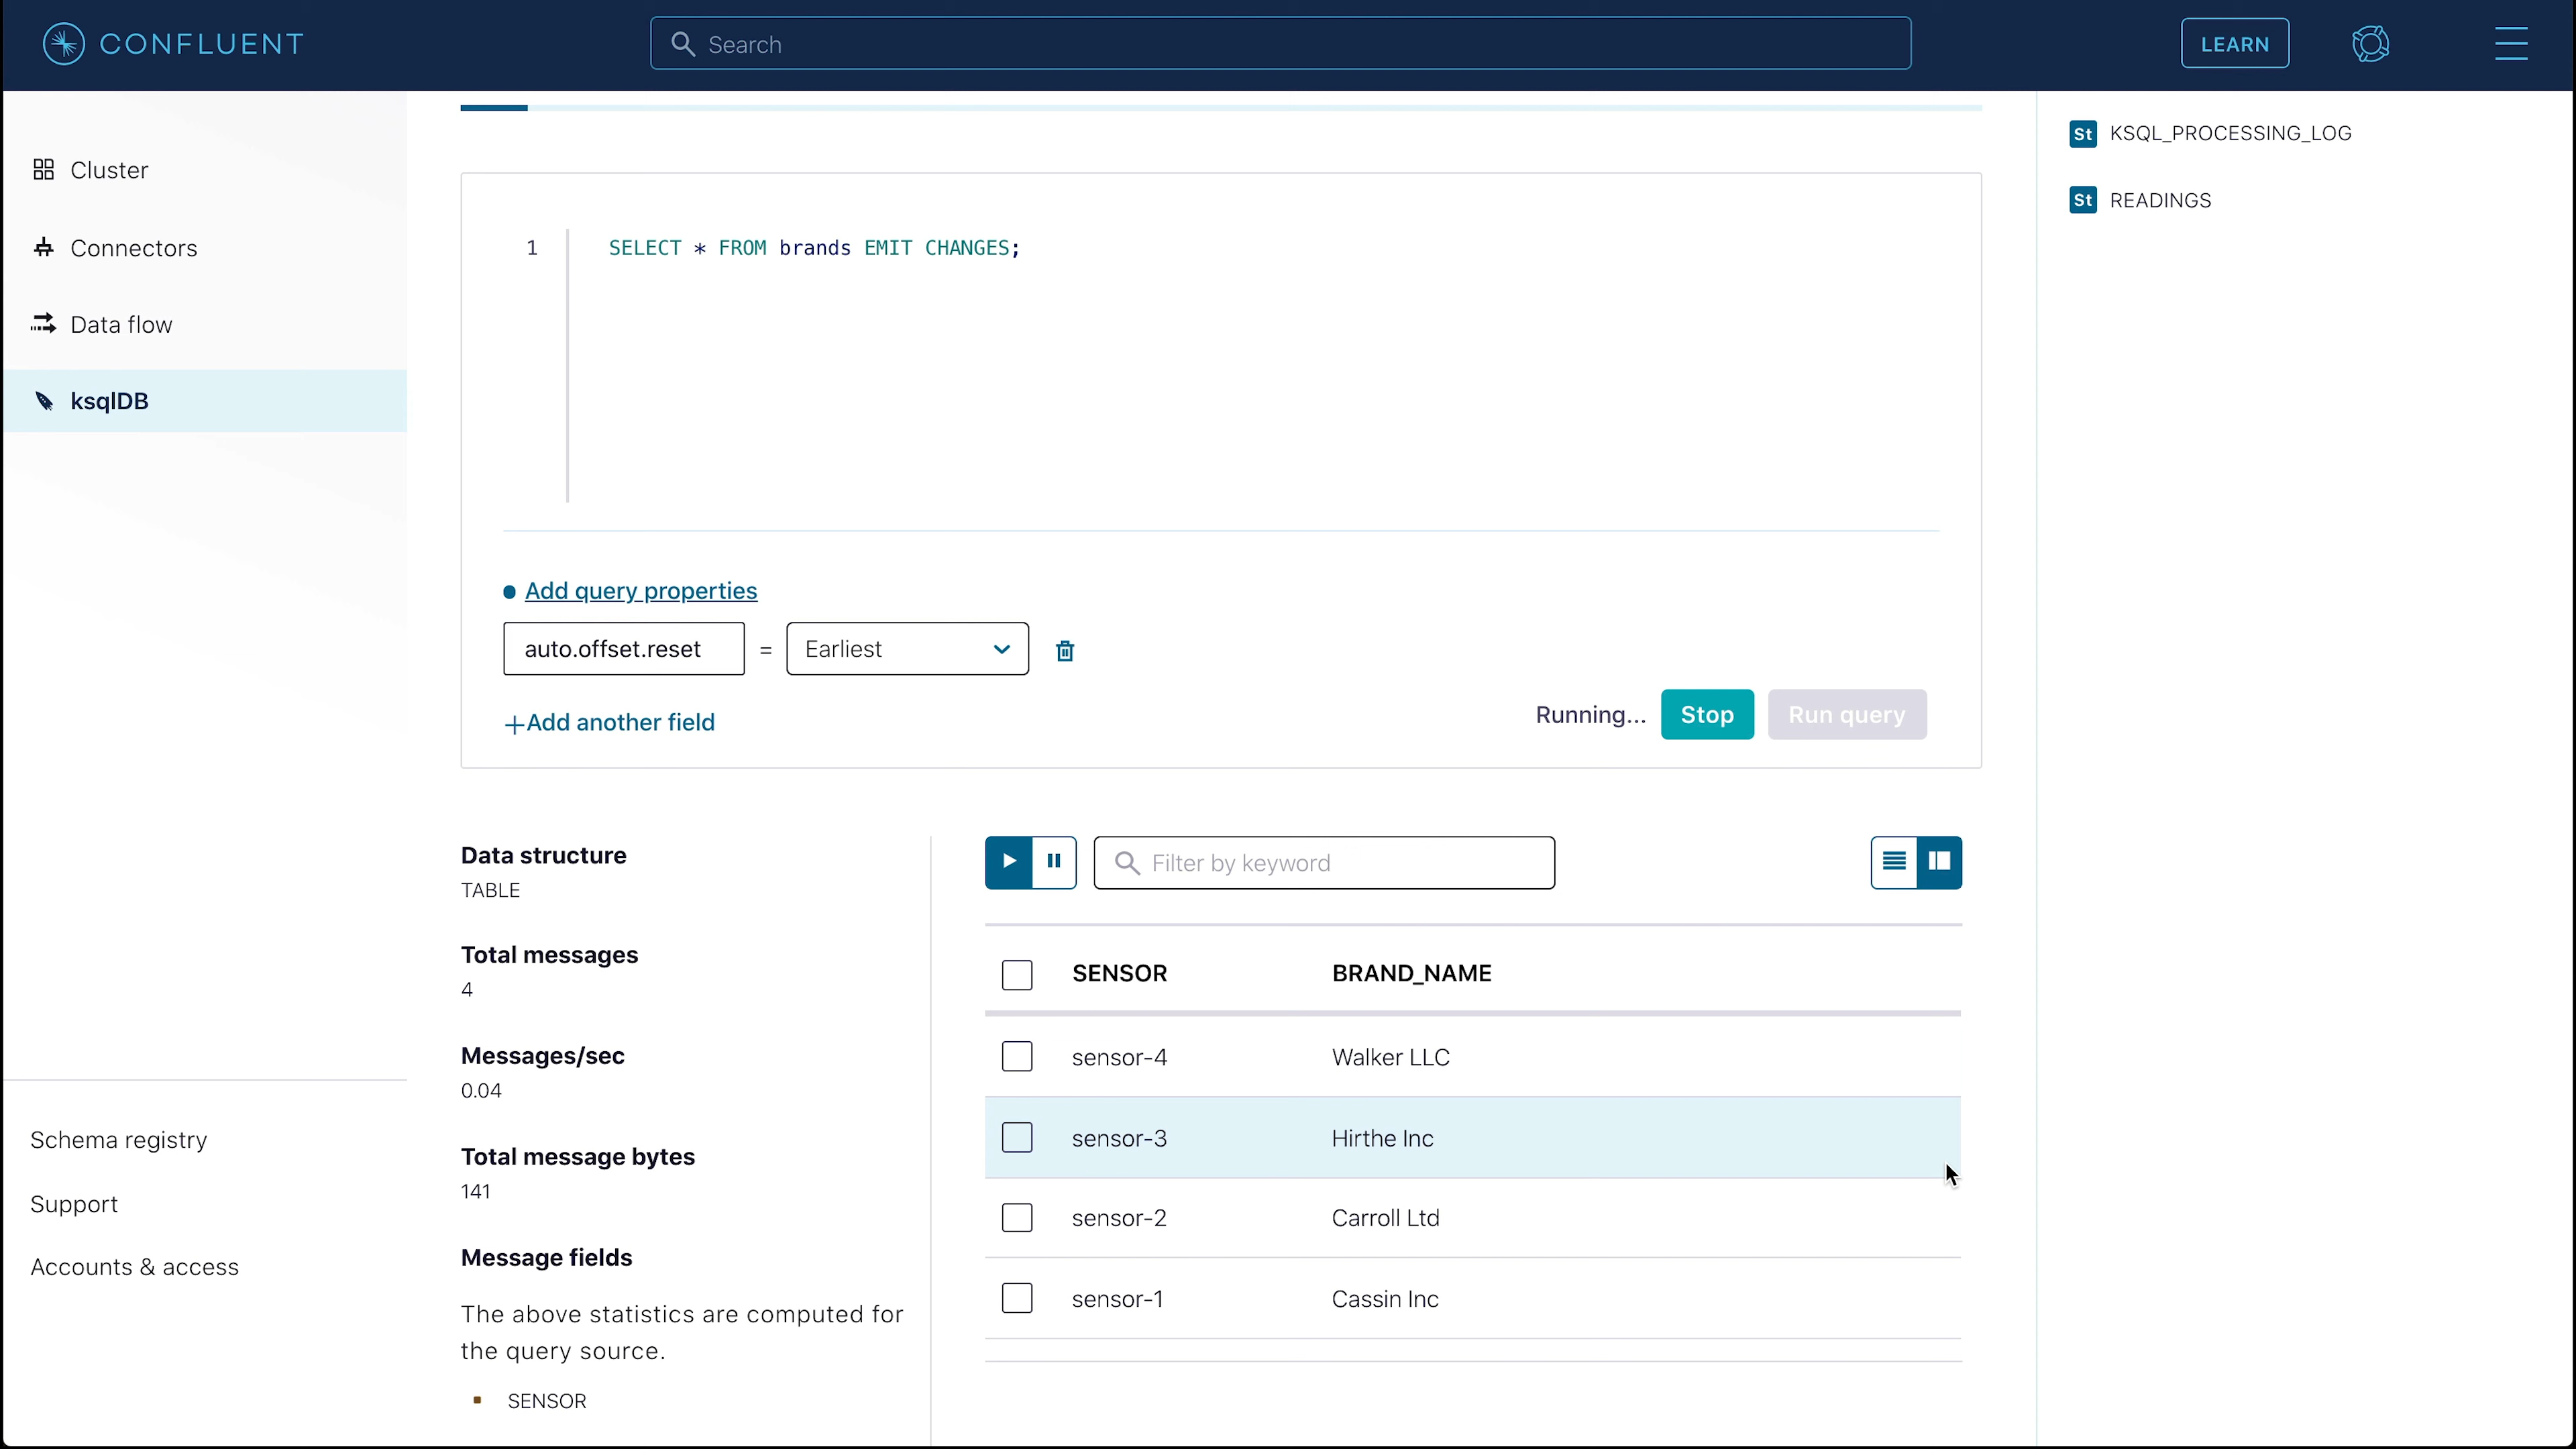 CONFLUENT
Search
LEARN
Cluster
Connectors
Data flow
ksqlDB
Schema registry
Support
Accounts & access
1 SELECT * FROM brands EMIT CHANGES;
Add query properties
auto.offset.reset = Earliest
+Add another field
Running... Stop Run query
Data structure
TABLE
Total messages
4
Messages/sec
0.04
Total message bytes
141
Message fields
The above statistics are computed for
the query source.
SENSOR
Filter by keyword
SENSOR BRAND_NAME
sensor-4 Walker LLC
sensor-3 Hirthe Inc
sensor-2 Carroll Ltd
sensor-1 Cassin Inc
St KSQL_PROCESSING_LOG
St READINGS